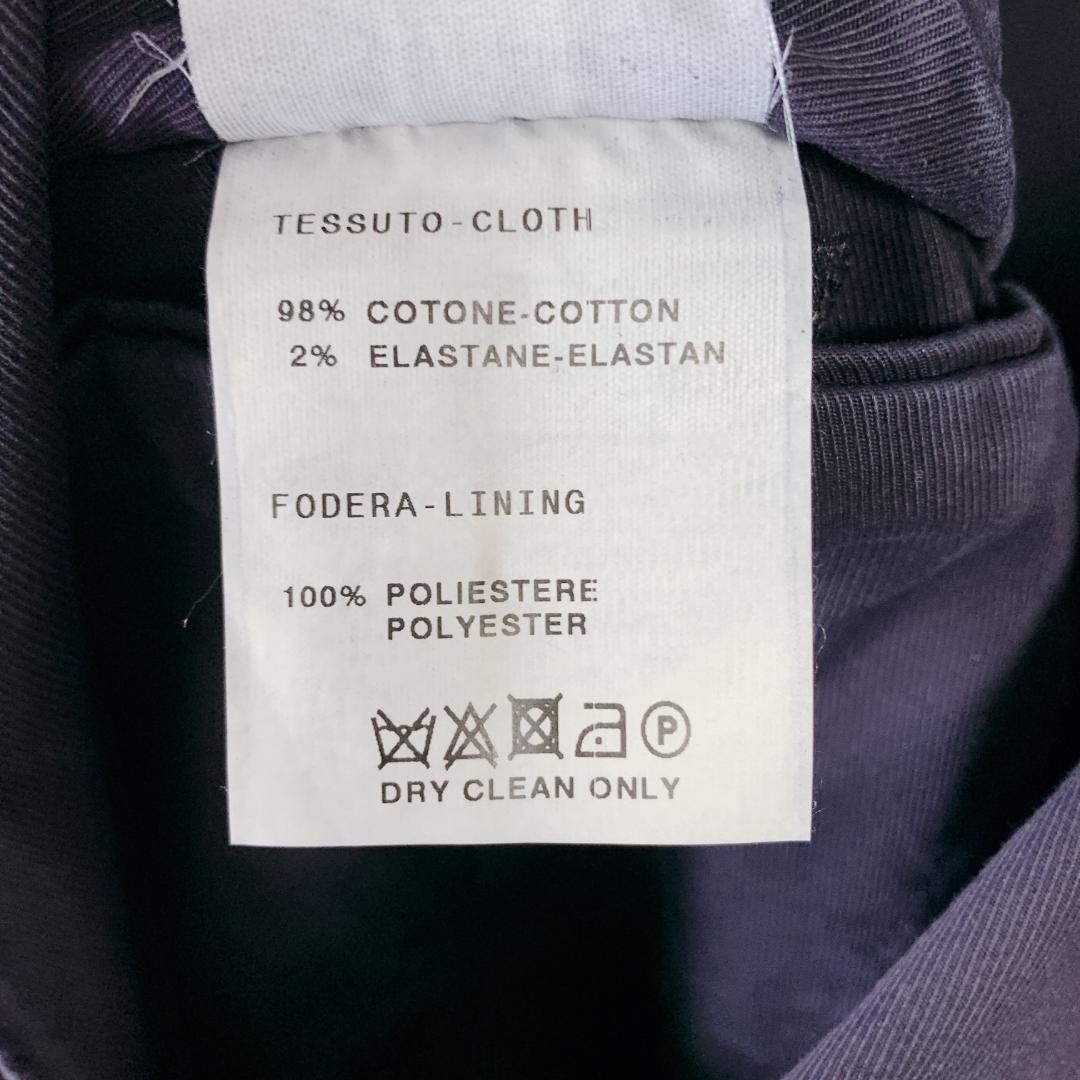 TESSUTO-CLOTH
98% COTONE-COTTON
2% ELASTANE-ELASTAN
FODERA-LINING
100% POLIESTERE
POLYESTER
P
DRY CLEAN ONLY